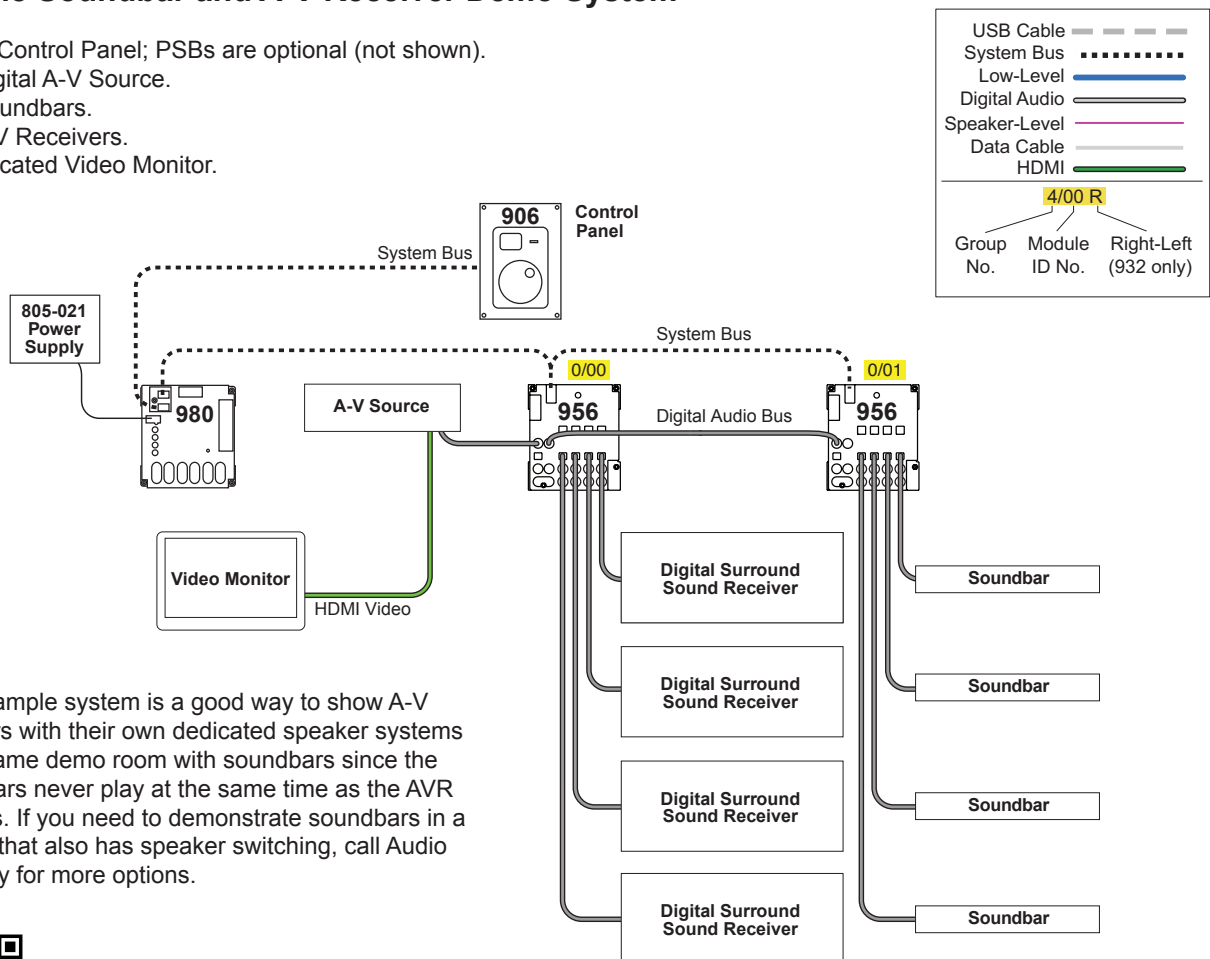 Soundbar and A-V Receiver Demo System
Control Panel; PSBs are optional (not shown).
A-V Source.
Receivers.
Video Monitor.
USB Cable
System Bus
Low-Level
Digital Audio
Speaker-Level
Data Cable
HDMI
4/00 R
Group No.
Module ID No.
Right-Left (932 only)
906
Control
Panel
System Bus
805-021
Power
Supply
System Bus
0/00
0/01
980
A-V Source
956
Digital Audio Bus
956
Video Monitor
HDMI Video
Digital Surround
Sound Receiver
Soundbar
Digital Surround
Sound Receiver
Soundbar
Digital Surround
Sound Receiver
Soundbar
Digital Surround
Sound Receiver
Soundbar
system is a good way to show A-V
with their own dedicated speaker systems
demo room with soundbars since the
never play at the same time as the AVR
If you need to demonstrate soundbars in a
that also has speaker switching, call Audio
for more options.